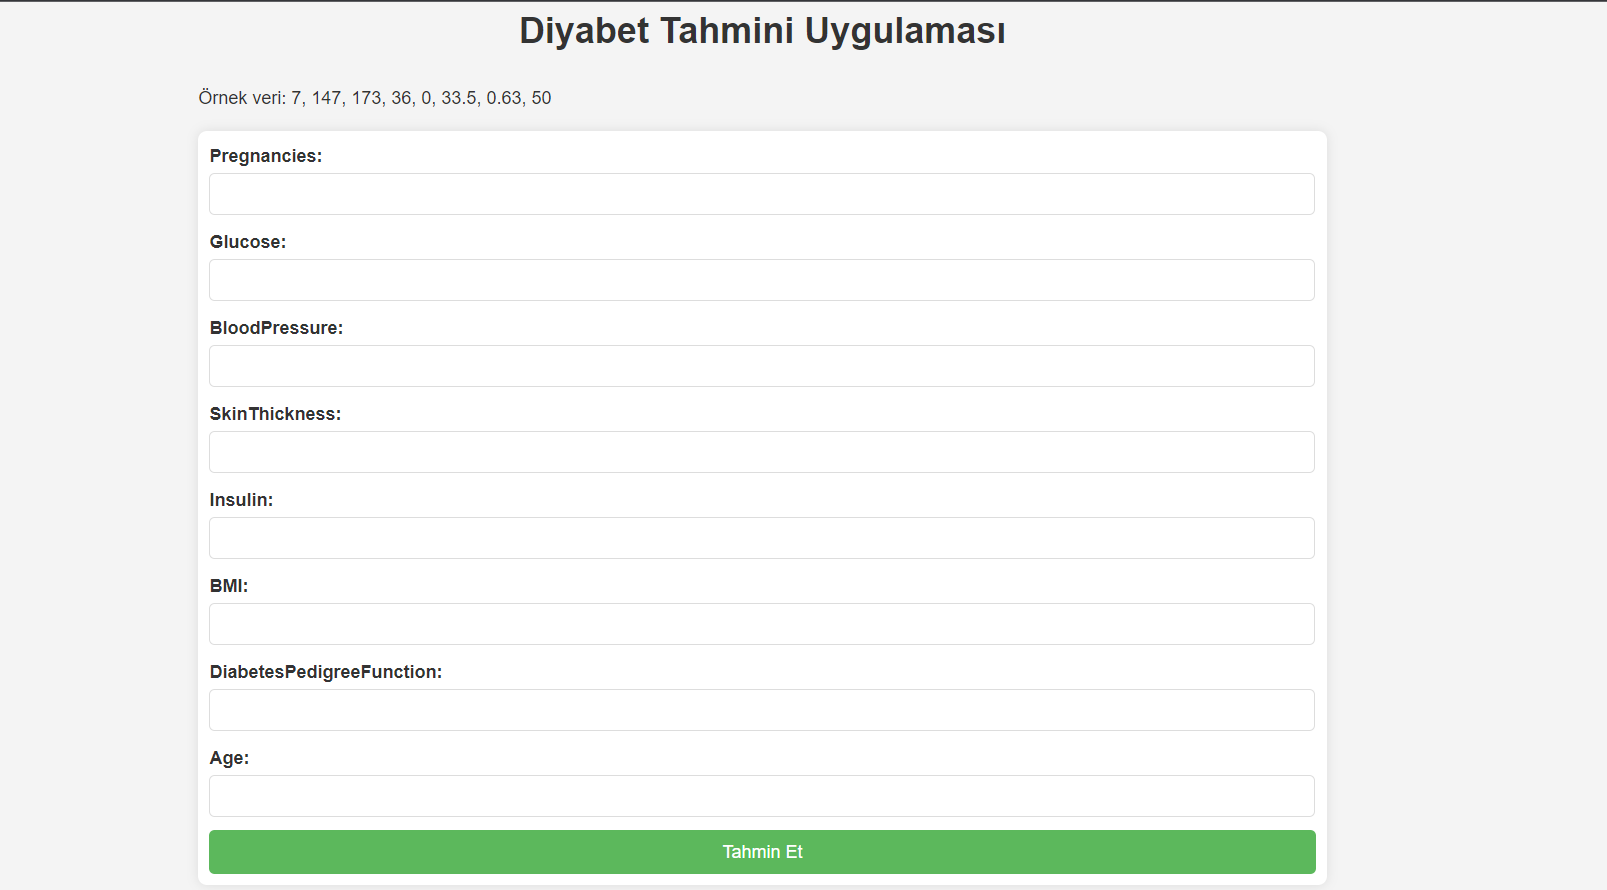 Diyabet Tahmini Uygulaması
Örnek veri: 7, 147, 173, 36, 0, 33.5, 0.63, 50
Pregnancies:
Glucose:
BloodPressure:
SkinThickness:
Insulin:
BMI:
DiabetesPedigreeFunction:
Age:
Tahmin Et